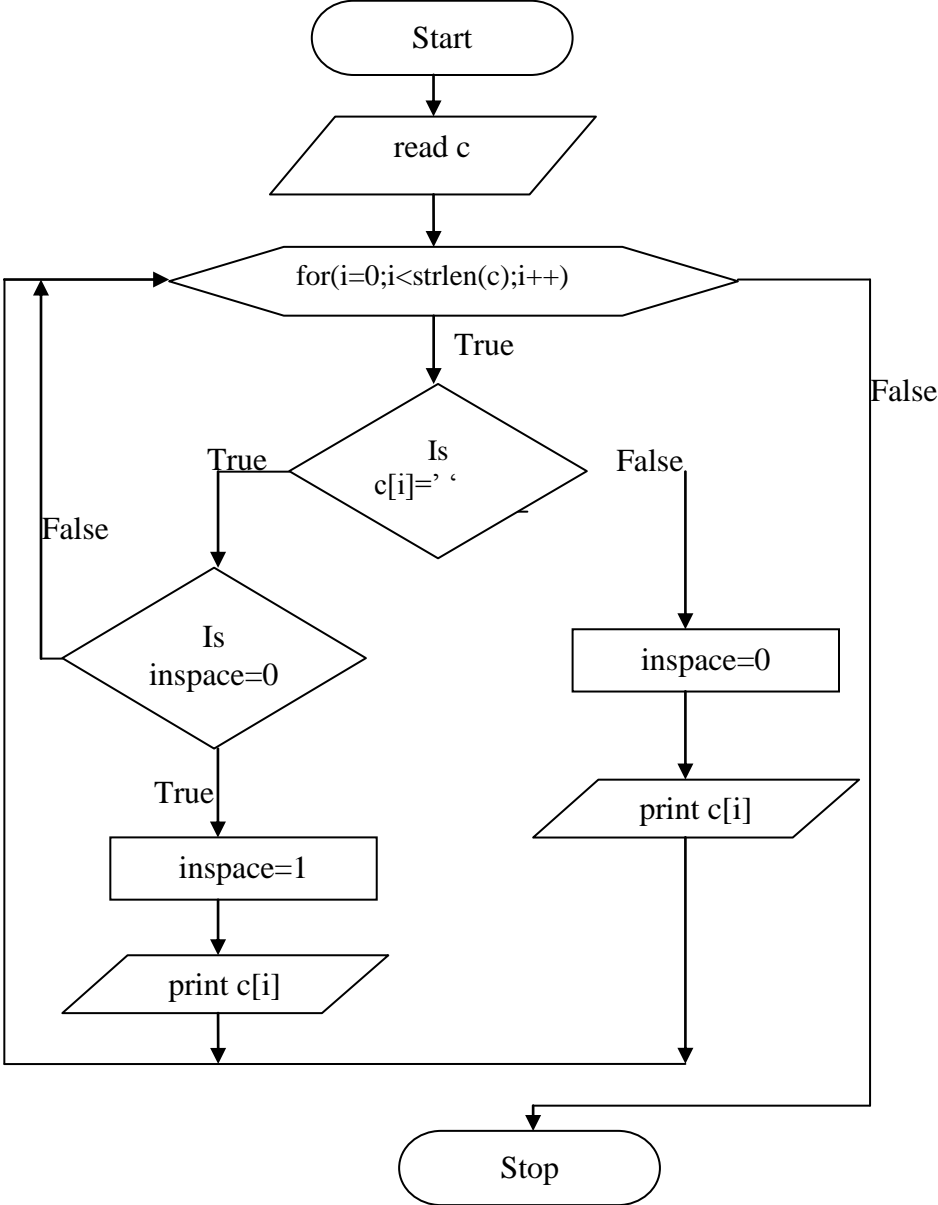 Start
read c
for(i=0;i<strlen(c);i++)
True
False
True
Is
c[i]=’ ‘
False
False
Is
inspace=0
inspace=0
True
print c[i]
inspace=1
print c[i]
Stop